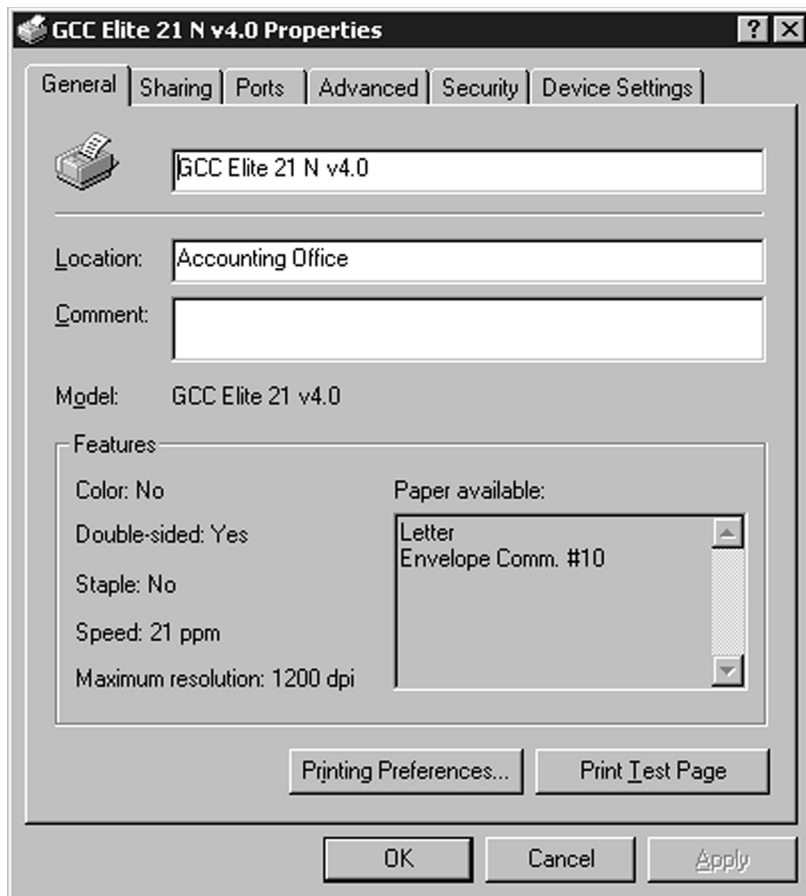 GCC Elite 21 N v4.0 Properties
General Sharing Ports Advanced Security Device Settings
GCC Elite 21 N v4.0
Location: Accounting Office
Comment:
Model: GCC Elite 21 v4.0
Features
Color: No
Double-sided: Yes
Staple: No
Speed: 21 ppm
Maximum resolution: 1200 dpi
Paper available:
Letter
Envelope Comm. #10
Printing Preferences... Print Test Page
OK Cancel Apply